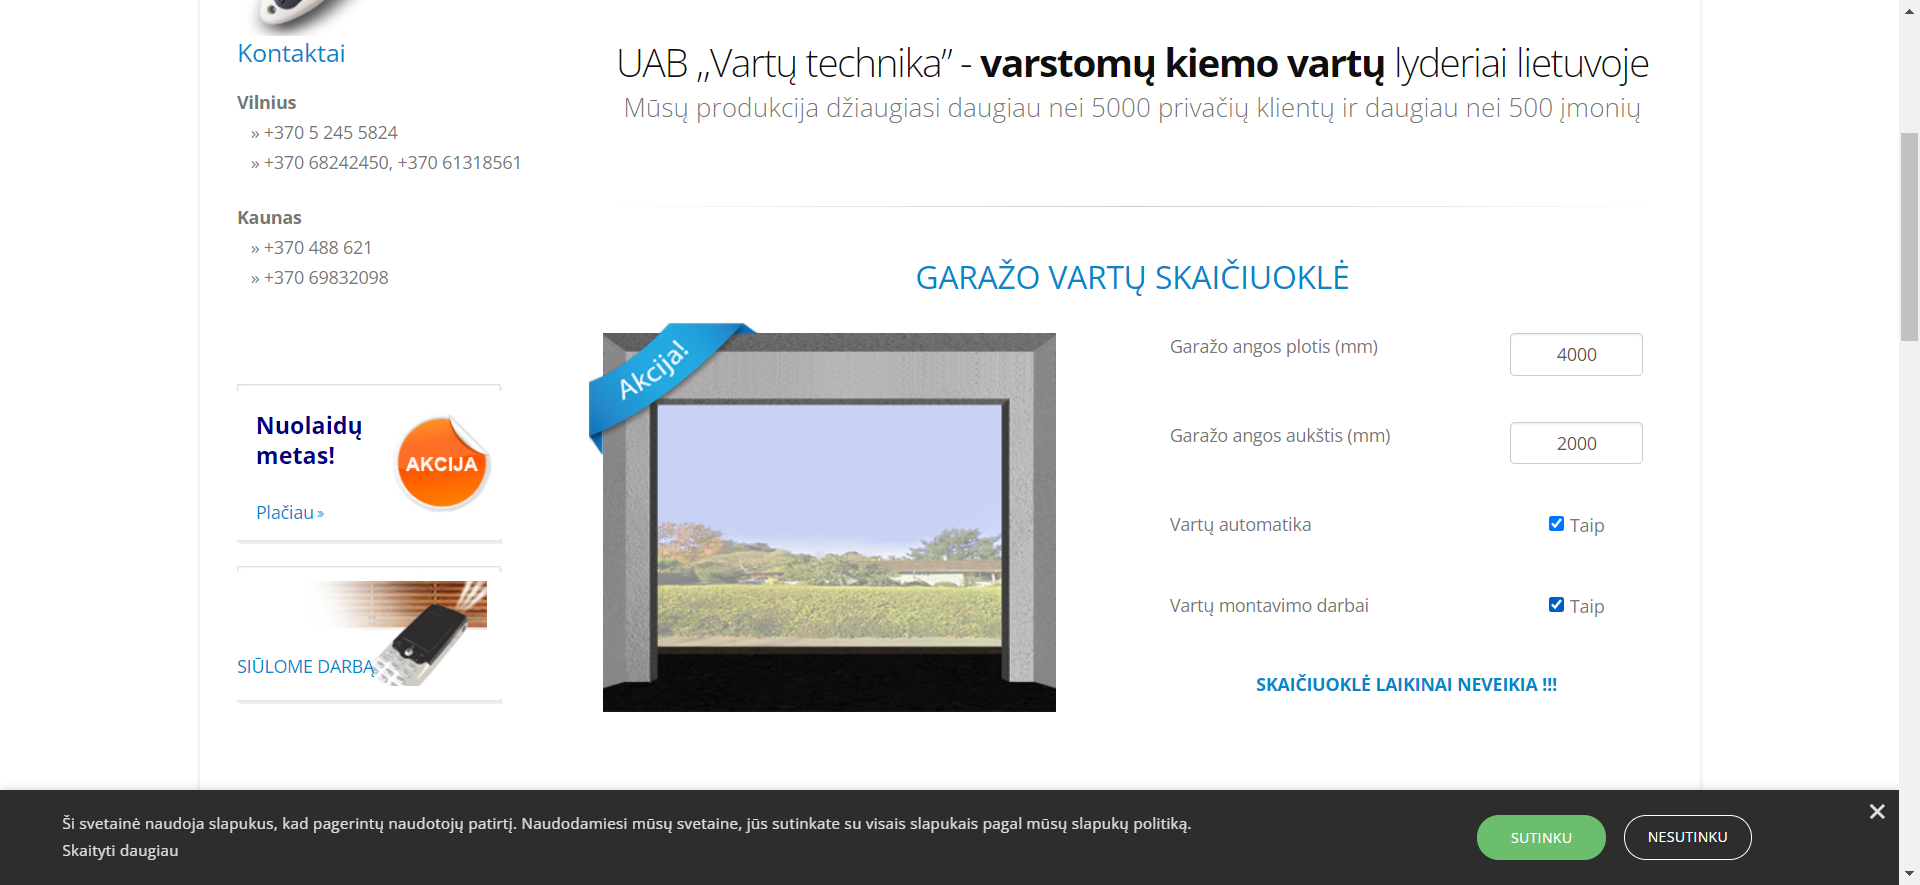 Kontaktai
Vilnius
» +370 5 245 5824
» +370 68242450, +370 61318561
Kaunas
» +370 488 621
» +370 69832098
Nuolaidų
metas!
AKCIJA
Plačiau »
SIŪLOME DARBĄ
UAB „Vartų technika” - varstomų kiemo vartų lyderiai lietuvoje
Mūsų produkcija džiaugiasi daugiau nei 5000 privačių klientų ir daugiau nei 500 įmonių
GARAŽO VARTŲ SKAIČIUOKLĖ
Akcija!
Garažo angos plotis (mm) 4000
Garažo angos aukštis (mm) 2000
Vartų automatika Taip
Vartų montavimo darbai Taip
SKAIČIUOKLĖ LAIKINAI NEVEIKIA !!!
Ši svetainė naudoja slapukus, kad pagerintų naudotojų patirtį. Naudodamiesi mūsų svetaine, jūs sutinkate su visais slapukais pagal mūsų slapukų politiką.
Skaityti daugiau
SUTINKU
NESUTINKU
×